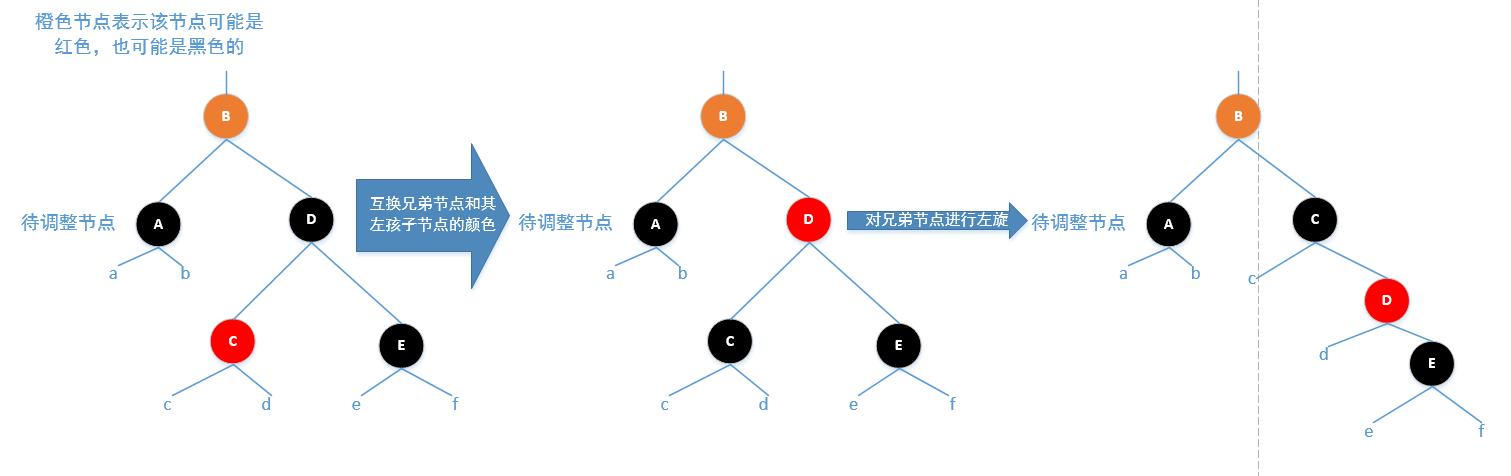 橙色节点表示该节点可能是
红色，也可能是黑色的
B
待调整节点
A
D
a
b
C
E
c
d
e
f
互换兄弟节点和其
左孩子节点的颜色
B
待调整节点
A
D
a
b
C
E
c
d
e
f
对兄弟节点进行左旋
B
待调整节点
A
C
a
b
c
D
d
E
e
f